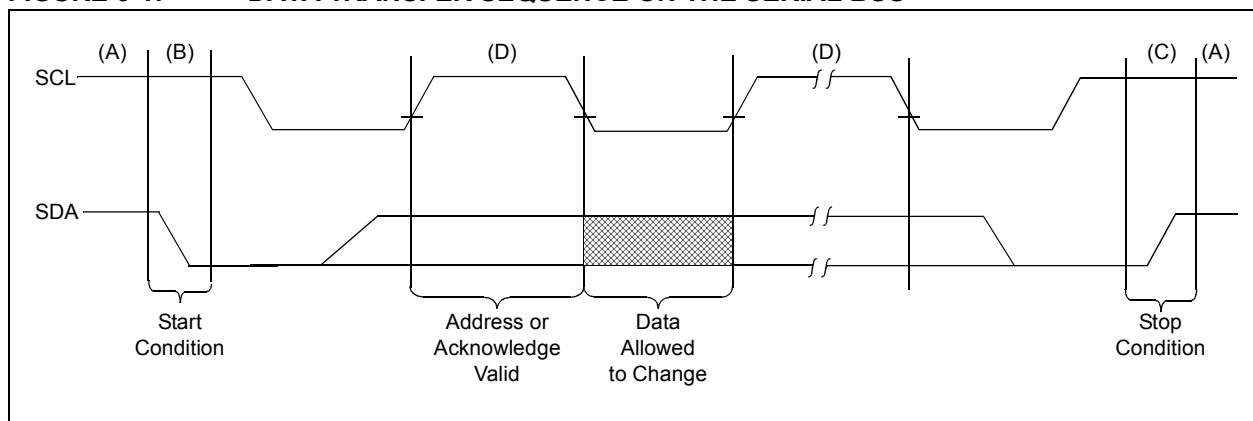 (A) (B) (D) (D) (C) (A)
SCL
SDA
Start
Condition
Address or
Acknowledge
Valid
Data
Allowed
to Change
Stop
Condition